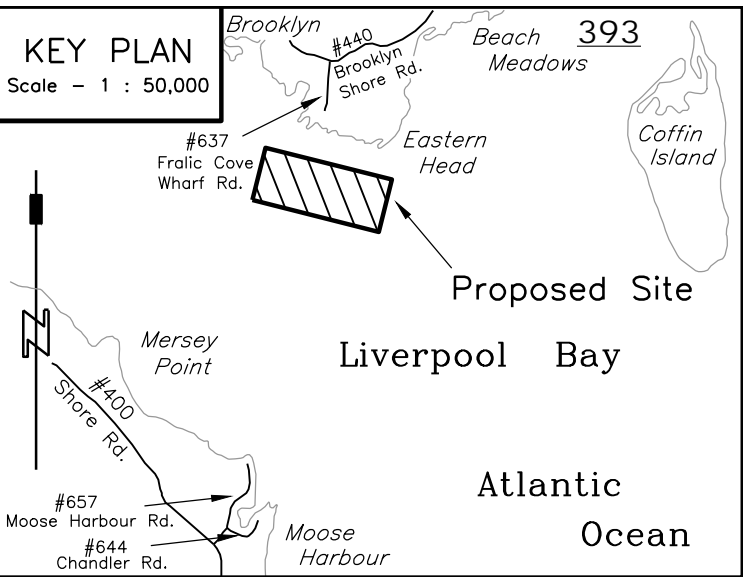 KEY PLAN
Scale - 1 : 50,000
Brooklyn
#440
Brooklyn
Shore Rd.
Beach
Meadows
393
#637
Fralic Cove
Wharf Rd.
Eastern
Head
Coffin
Island
Proposed Site
Mersey
Point
Liverpool Bay
#400
Shore Rd.
Atlantic
Ocean
#657
Moose Harbour Rd.
#644
Chandler Rd.
Moose
Harbour